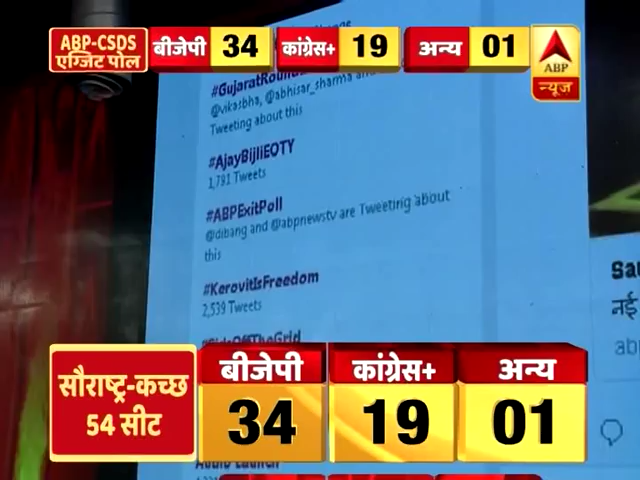 ABP-CSDS
एग्जिट पोल
बीजेपी 34
कांग्रेस+ 19
अन्य 01
ABP
न्यूज़
@vikasbha, @abhisar_sharma and
Tweeting about this
#AjayBijliEOTY
1,781 Tweets
#ABPExitPoll
@dibang and @abpnewstv are Tweeting about
this
#KerovitIsFreedom
2,539 Tweets
नई
सौराष्ट्र-कच्छ
54 सीट
बीजेपी
34
कांग्रेस+
19
अन्य
01
Audio Launch